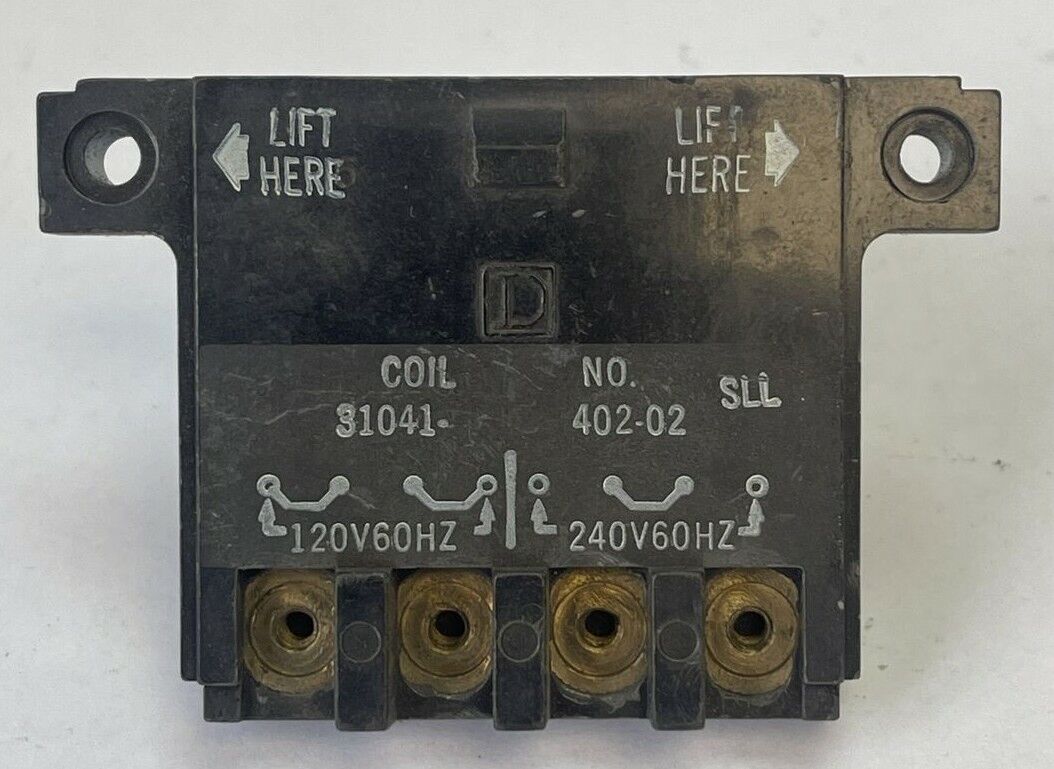 LIFT HERE
LIFT HERE
D
COIL NO.
31041- 402-02 SLL
120V60HZ 240V60HZ